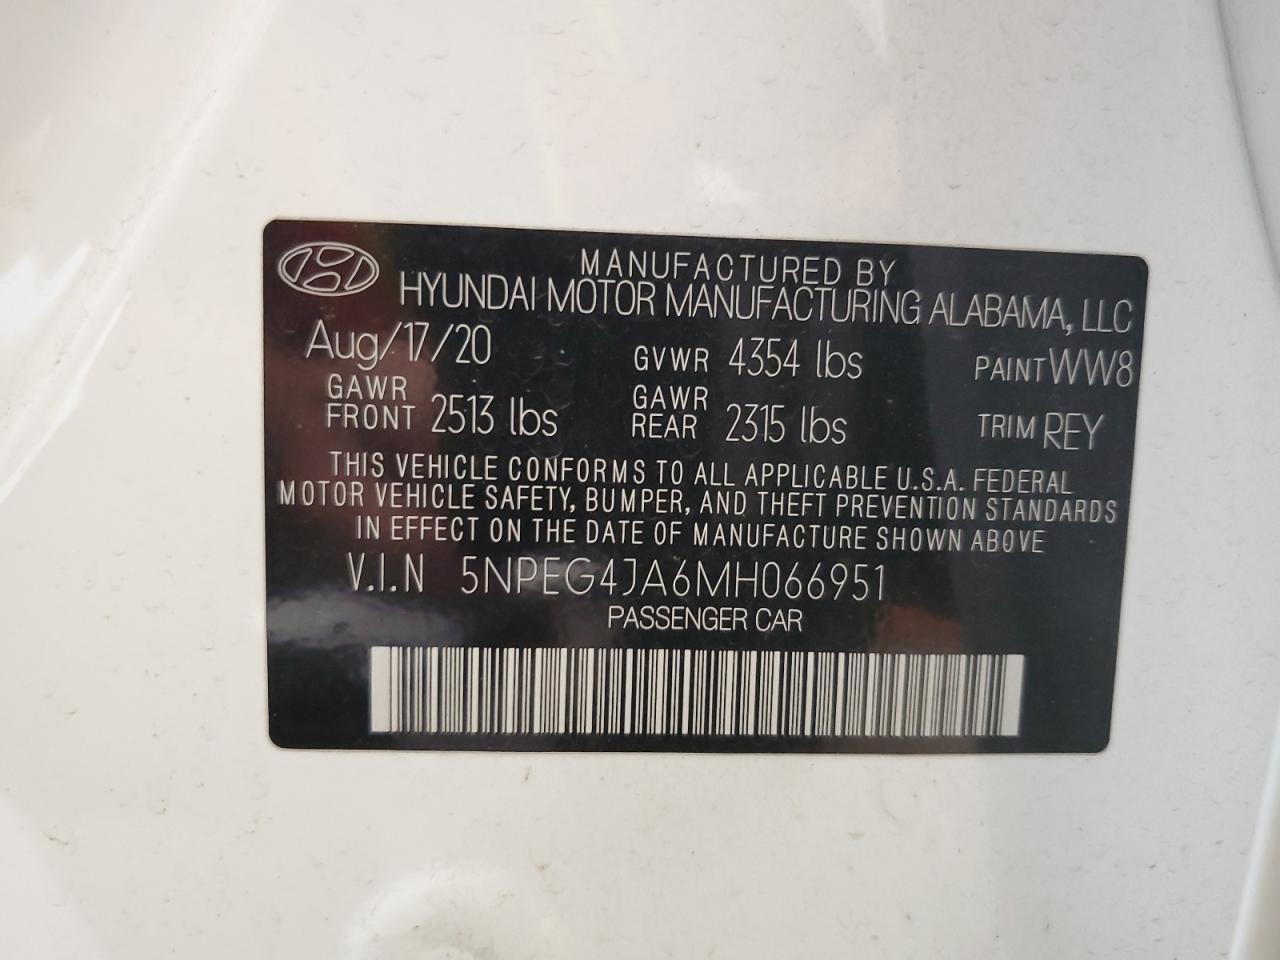 MANUFACTURED BY
HYUNDAI MOTOR MANUFACTURING ALABAMA, LLC
Aug/17/20 GVWR 4354 lbs PAINT WW8
GAWR FRONT 2513 lbs GAWR REAR 2315 lbs TRIM REY
THIS VEHICLE CONFORMS TO ALL APPLICABLE U.S.A. FEDERAL
MOTOR VEHICLE SAFETY, BUMPER, AND THEFT PREVENTION STANDARDS
IN EFFECT ON THE DATE OF MANUFACTURE SHOWN ABOVE
V.I.N 5NPEG4JA6MH066951
PASSENGER CAR